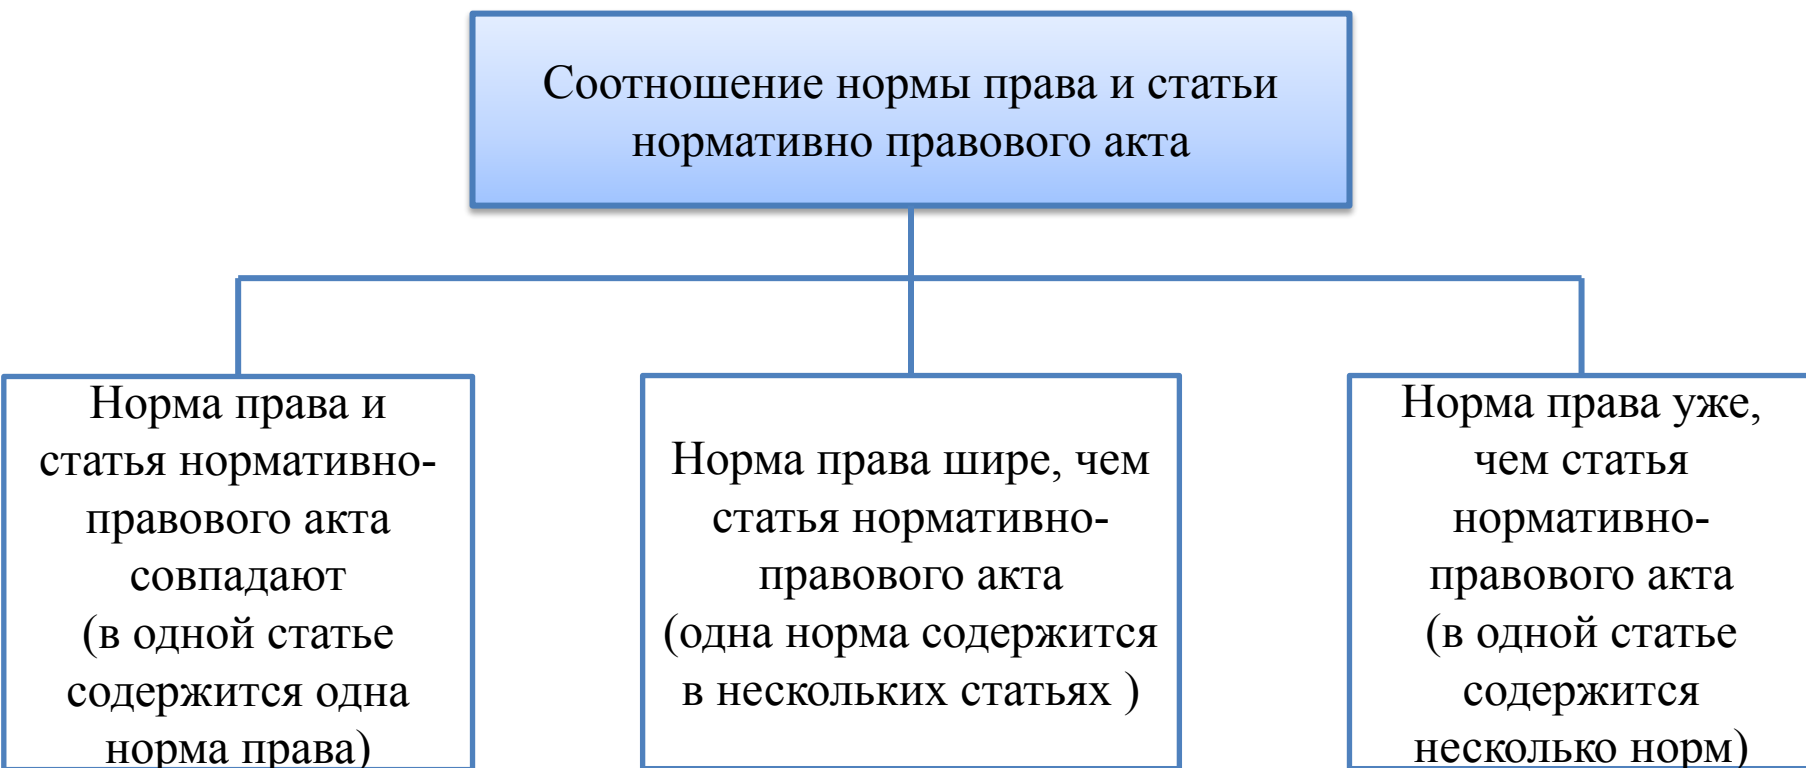 Соотношение нормы права и статьи
нормативно правового акта
Норма права и
статья нормативно-
правового акта
совпадают
(в одной статье
содержится одна
норма права)
Норма права шире, чем
статья нормативно-
правового акта
(одна норма содержится
в нескольких статьях )
Норма права уже,
чем статья
нормативно-
правового акта
(в одной статье
содержится
несколько норм)